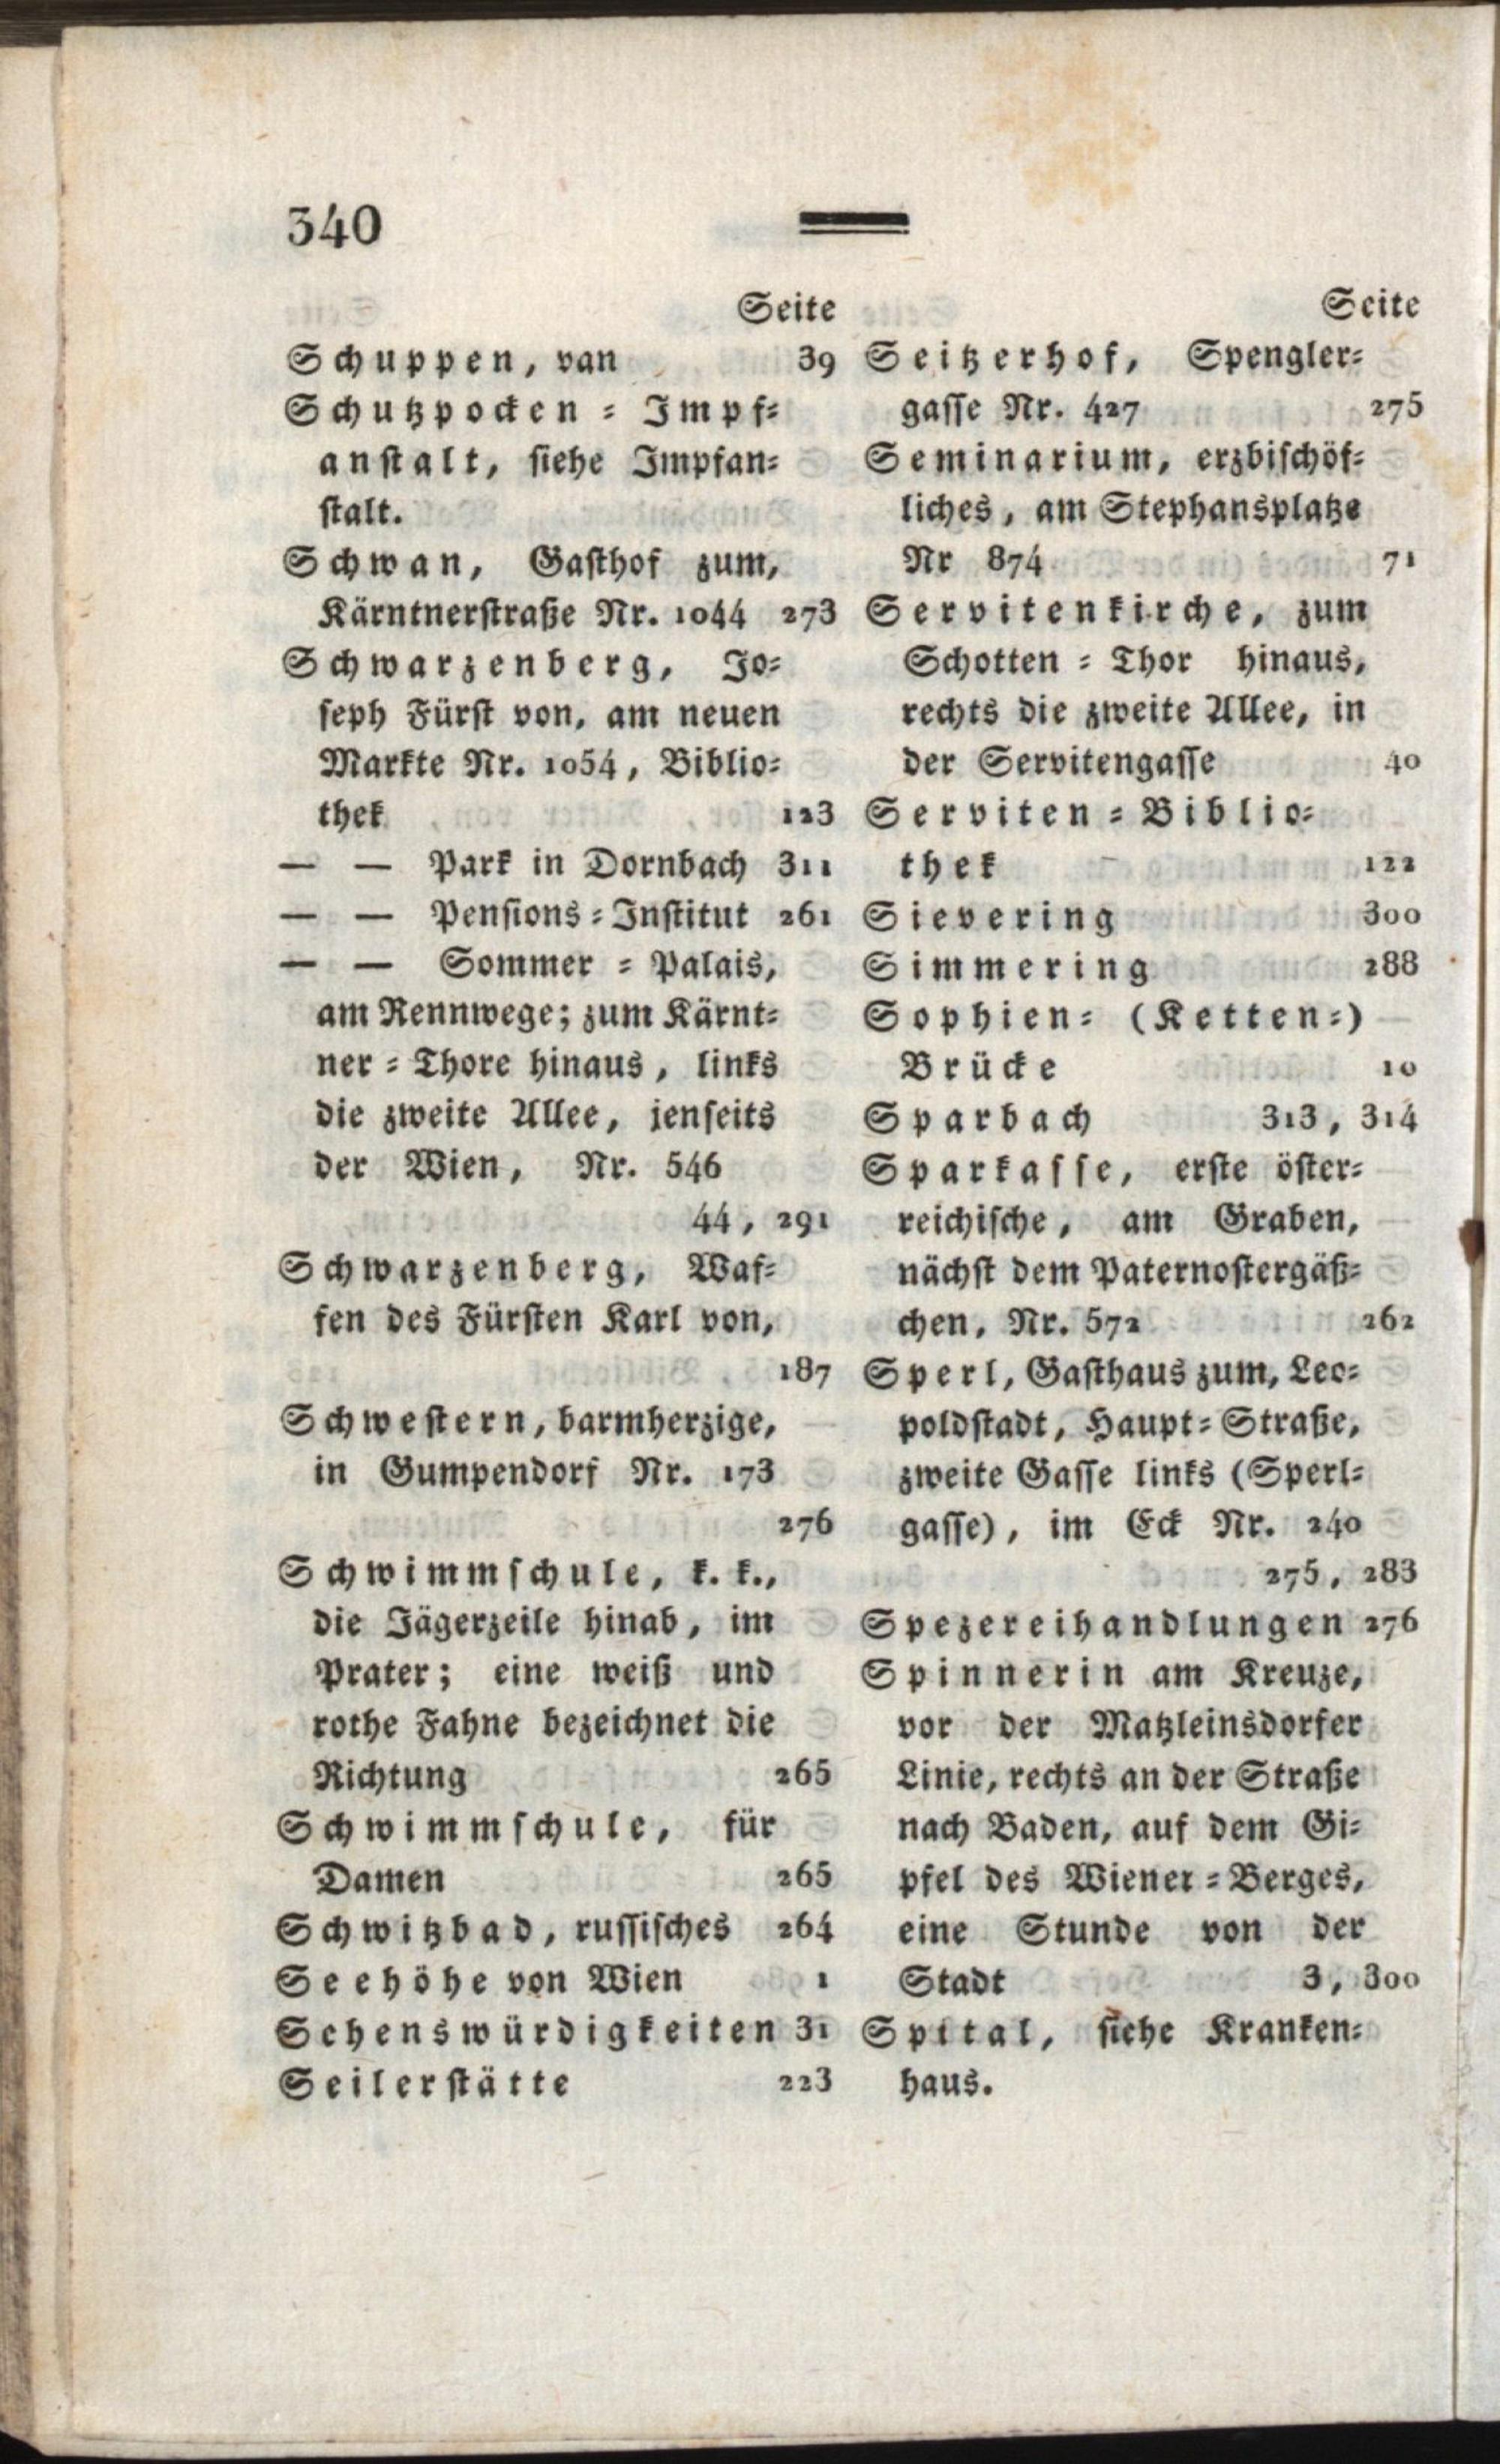 340
Seite
Schuppen, van 39
Schutzpocken = Impf=
anstalt, siehe Impfan=
stalt.
Schwan, Gasthof zum,
Kärntnerstraße Nr. 1044 273
Schwarzenberg, Jo=
seph Fürst von, am neuen
Markte Nr. 1054, Biblio=
thek 123
— — Park in Dornbach 311
— — Pensions=Institut 261
— — Sommer = Palais,
am Rennwege; zum Kärnt=
ner = Thore hinaus, links
die zweite Allee, jenseits
der Wien, Nr. 546
44, 291
Schwarzenberg, Waf=
fen des Fürsten Karl von,
187
Schwestern, barmherzige,
in Gumpendorf Nr. 173
276
Schwimmschule, k. k.,
die Jägerzeile hinab, im
Prater; eine weiß und
rothe Fahne bezeichnet die
Richtung 265
Schwimmschule, für
Damen 265
Schwitzbad, russisches 264
Seehöhe von Wien 1
Sehenswürdigkeiten 31
Seilerstätte 223
Seite
Seitzerhof, Spengler=
gasse Nr. 427 275
Seminarium, erzbischöf=
liches, am Stephansplatze
Nr 874 71
Servitenkirche, zum
Schotten = Thor hinaus,
rechts die zweite Allee, in
der Servitengasse 40
Serviten = Biblio=
thek 122
Sievering 300
Simmering 288
Sophien= (Ketten=)
Brücke 10
Sparbach 313, 314
Sparkasse, erste öster=
reichische, am Graben,
nächst dem Paternostergäß=
chen, Nr. 572 262
Sperl, Gasthaus zum, Leo=
poldstadt, Haupt=Straße,
zweite Gasse links (Sperl=
gasse), im Eck Nr. 240
275, 283
Spezereihandlungen 276
Spinnerin am Kreuze,
vor der Matzleinsdorfer
Linie, rechts an der Straße
nach Baden, auf dem Gi=
pfel des Wiener = Berges,
eine Stunde von der
Stadt 3, 300
Spital, siehe Kranken=
haus.